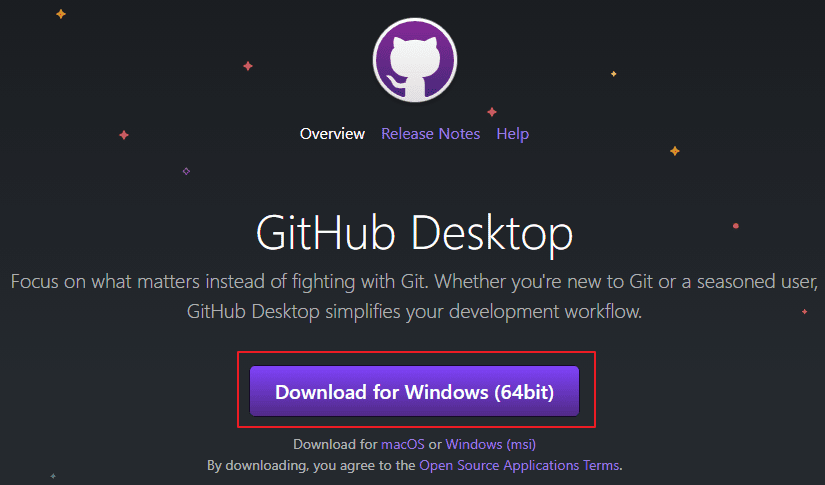 Overview Release Notes Help
GitHub Desktop
Focus on what matters instead of fighting with Git. Whether you're new to Git or a seasoned user,
GitHub Desktop simplifies your development workflow.
Download for Windows (64bit)
Download for macOS or Windows (msi)
By downloading, you agree to the Open Source Applications Terms.